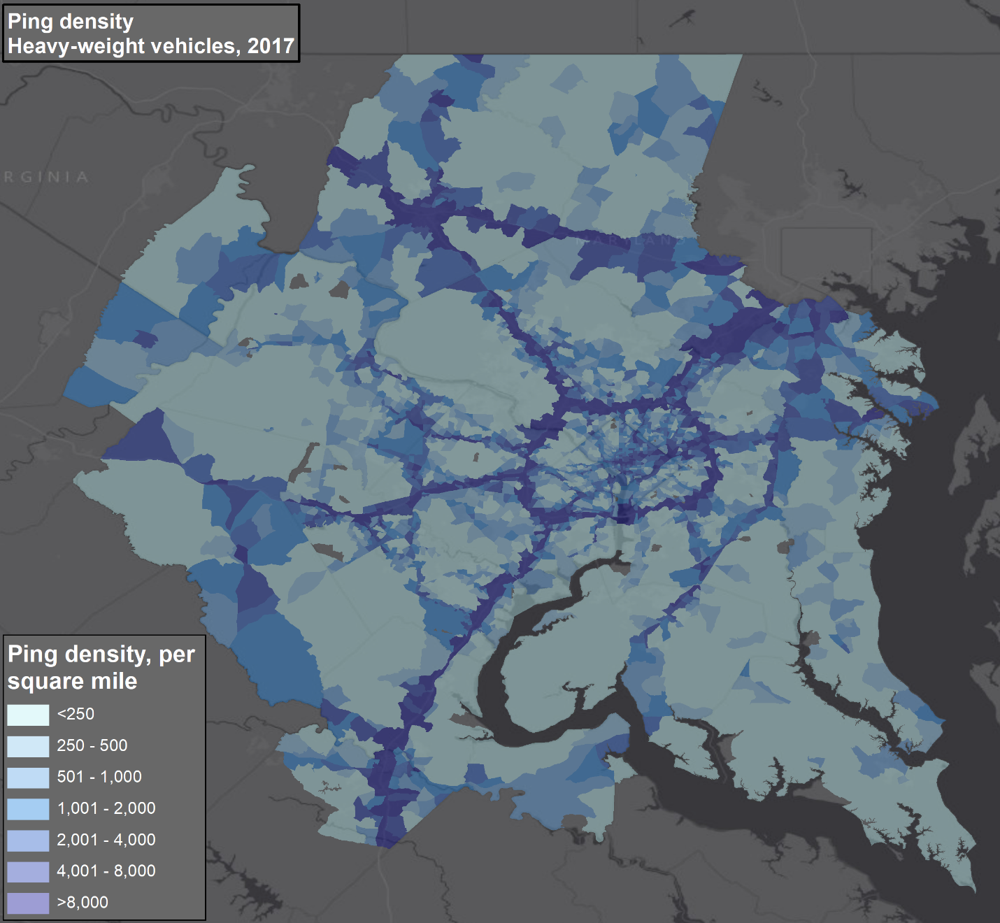 Ping density
Heavy-weight vehicles, 2017
RGINIA
MARYLAND
Ping density, per
square mile
<250
250 - 500
501 - 1,000
1,001 - 2,000
2,001 - 4,000
4,001 - 8,000
>8,000